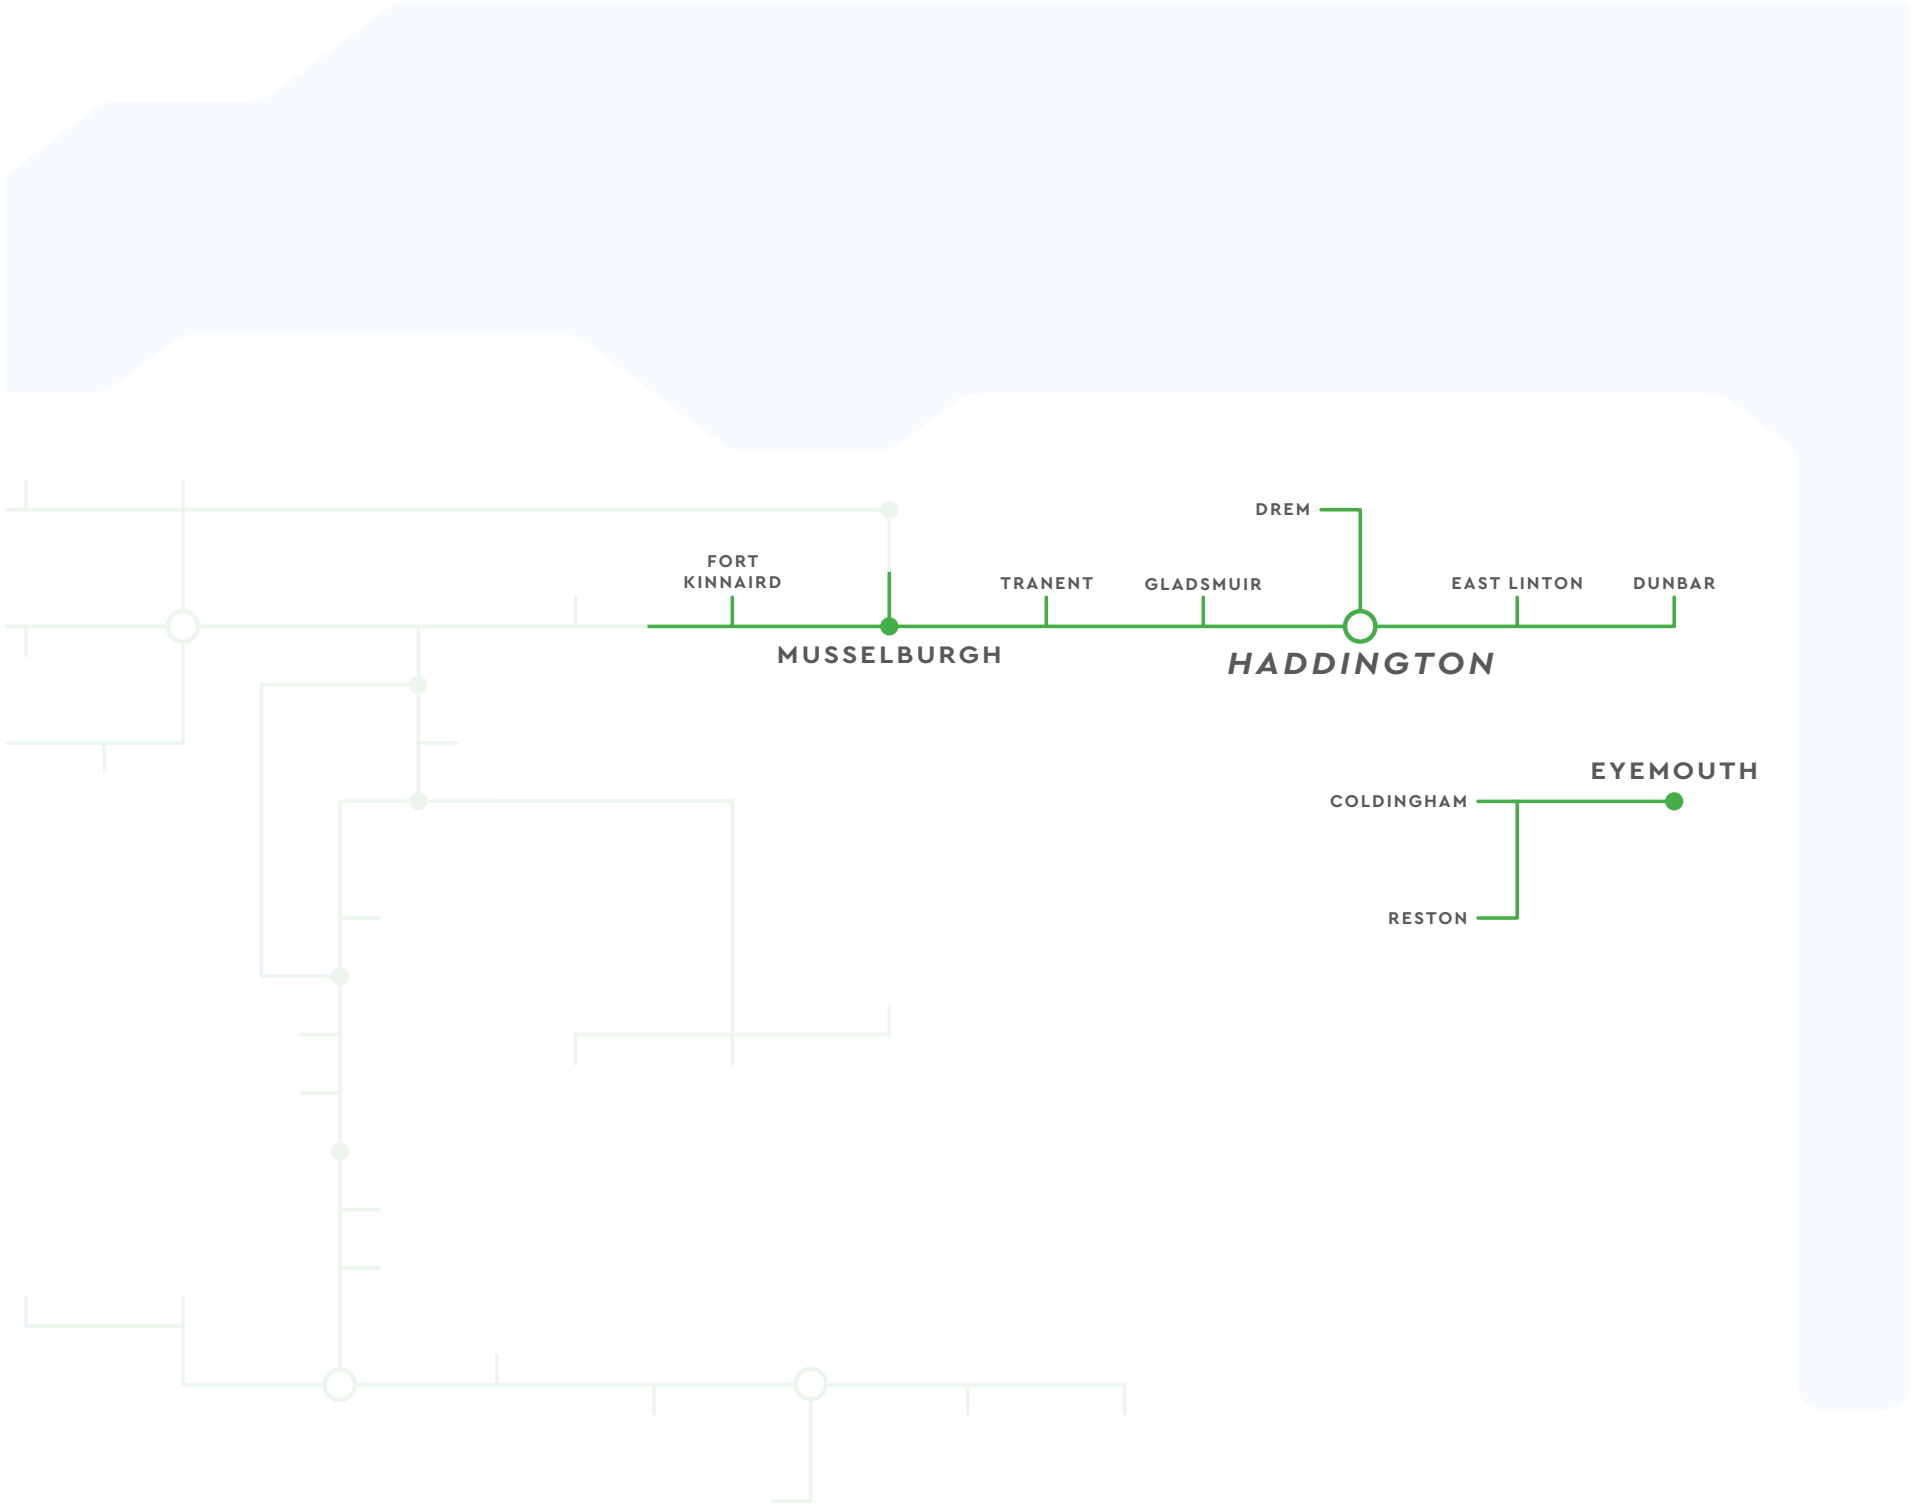 DREM
FORT
KINNAIRD
TRANENT
GLADSMUIR
EAST LINTON
DUNBAR
MUSSELBURGH
HADDINGTON
EYEMOUTH
COLDINGHAM
RESTON